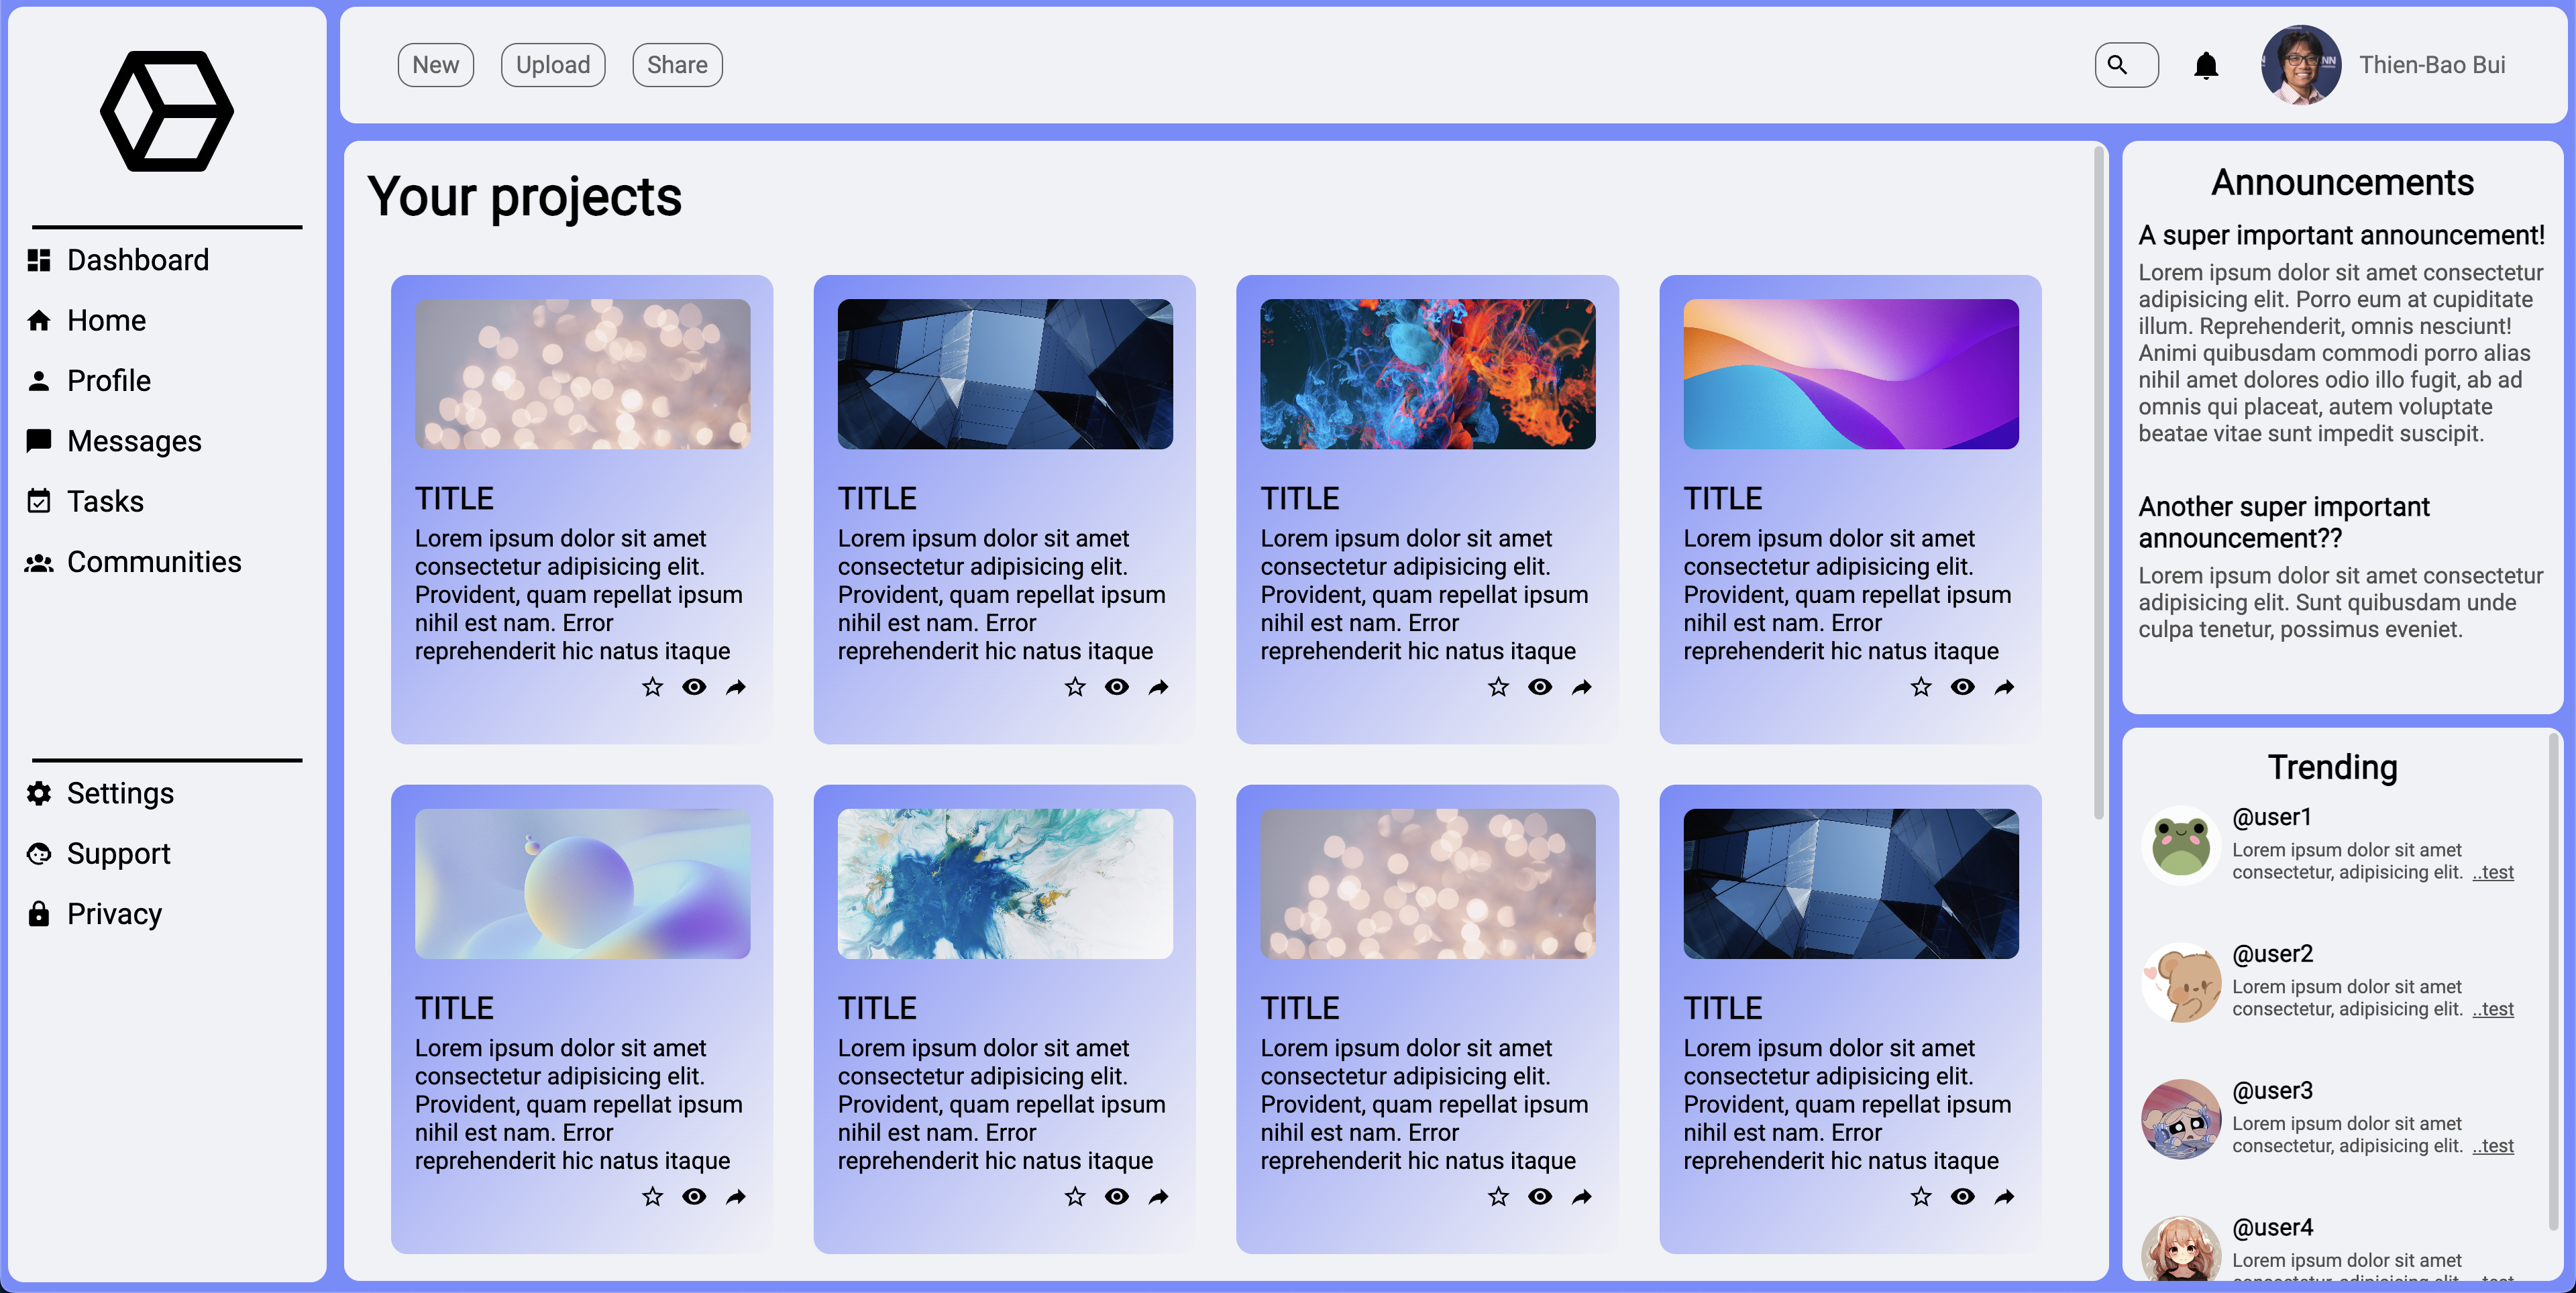 New
Upload
Share
Thien-Bao Bui
Dashboard
Home
Profile
Messages
Tasks
Communities
Settings
Support
Privacy
Your projects
TITLE
Lorem ipsum dolor sit amet
consectetur adipisicing elit.
Provident, quam repellat ipsum
nihil est nam. Error
reprehenderit hic natus itaque
TITLE
Lorem ipsum dolor sit amet
consectetur adipisicing elit.
Provident, quam repellat ipsum
nihil est nam. Error
reprehenderit hic natus itaque
TITLE
Lorem ipsum dolor sit amet
consectetur adipisicing elit.
Provident, quam repellat ipsum
nihil est nam. Error
reprehenderit hic natus itaque
TITLE
Lorem ipsum dolor sit amet
consectetur adipisicing elit.
Provident, quam repellat ipsum
nihil est nam. Error
reprehenderit hic natus itaque
TITLE
Lorem ipsum dolor sit amet
consectetur adipisicing elit.
Provident, quam repellat ipsum
nihil est nam. Error
reprehenderit hic natus itaque
TITLE
Lorem ipsum dolor sit amet
consectetur adipisicing elit.
Provident, quam repellat ipsum
nihil est nam. Error
reprehenderit hic natus itaque
TITLE
Lorem ipsum dolor sit amet
consectetur adipisicing elit.
Provident, quam repellat ipsum
nihil est nam. Error
reprehenderit hic natus itaque
TITLE
Lorem ipsum dolor sit amet
consectetur adipisicing elit.
Provident, quam repellat ipsum
nihil est nam. Error
reprehenderit hic natus itaque
Announcements
A super important announcement!
Lorem ipsum dolor sit amet consectetur
adipisicing elit. Porro eum at cupiditate
illum. Reprehenderit, omnis nesciunt!
Animi quibusdam commodi porro alias
nihil amet dolores odio illo fugit, ab ad
omnis qui placeat, autem voluptate
beatae vitae sunt impedit suscipit.
Another super important
announcement??
Lorem ipsum dolor sit amet consectetur
adipisicing elit. Sunt quibusdam unde
culpa tenetur, possimus eveniet.
Trending
@user1
Lorem ipsum dolor sit amet
consectetur, adipisicing elit. ..test
@user2
Lorem ipsum dolor sit amet
consectetur, adipisicing elit. ..test
@user3
Lorem ipsum dolor sit amet
consectetur, adipisicing elit. ..test
@user4
Lorem ipsum dolor sit amet